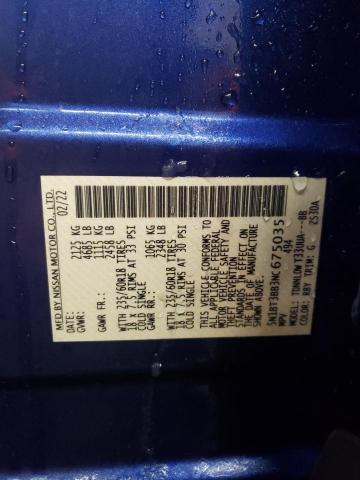 MFD BY NISSAN MOTOR CO., LTD.
02/22
GVWR: 2125 KG
4685 LB
GAWR FR: 1115 KG
2458 LB
WITH 235/60R18 TIRES
18 X 7.5 RIMS AT 33 PSI
COLD SINGLE
GAWR RR: 1065 KG
2348 LB
WITH 235/60R18 TIRES
18 X 7.5 RIMS AT 30 PSI
COLD SINGLE
THIS VEHICLE CONFORMS TO
ALL APPLICABLE FEDERAL
MOTOR VEHICLE SAFETY
STANDARDS IN EFFECT ON THE
DATE OF MANUFACTURE
SHOWN ABOVE.
5N1BT3BB3NC675035
MPV 494
COLOR: RBY TRIM: G
BB
2S3DA